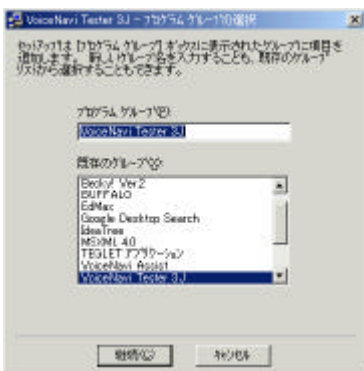 VoiceNavi Tester 3J - プログラム グループの選択
セットアップは [プログラム グループ] ボックスに表示されたグループに項目を
追加します。 新しいグループ名を入力することも、既存のグループ
リストから選択することもできます。
プログラム グループ(P):
VoiceNavi Tester 3J
既存のグループ(X):
Becky! Ver.2
BUFFALO
EdMax
Google Desktop Search
IdeaTree
MSXML 4.0
TEGLET アプリケーション
VoiceNavi Assist
VoiceNavi Tester 3J
継続(C)
キャンセル